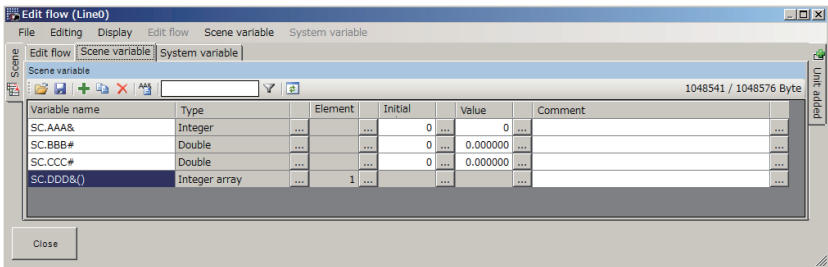 Edit flow (Line0)
File Editing Display Edit flow Scene variable System variable
Scene
Edit flow Scene variable System variable
Scene variable
1048541 / 1048576 Byte
Unit added
Variable name Type Element Initial Value Comment
SC.AAA& Integer ... ... 0 ... 0 ... ...
SC.BBB# Double ... ... 0 ... 0.000000 ... ...
SC.CCC# Double ... ... 0 ... 0.000000 ... ...
SC.DDD&() Integer array ... 1 ... ... ... ...
Close